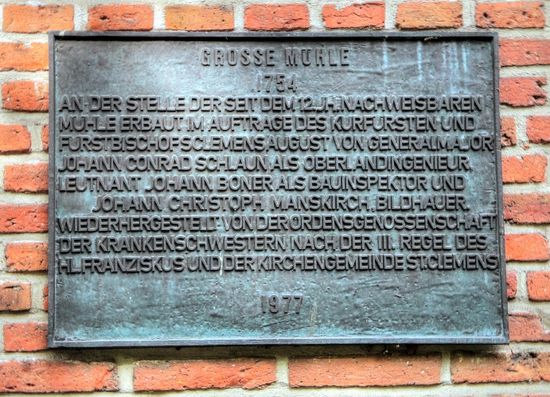 GROSSE MÜHLE
1754
AN DER STELLE DER SEIT DEM 12.JH. NACHWEISBAREN
MÜHLE ERBAUT IM AUFTRAGE DES KURFÜRSTEN UND
FÜRSTBISCHOFS CLEMENS AUGUST VON GENERALMAJOR
JOHANN CONRAD SCHLAUN ALS OBERLANDINGENIEUR
LEUTNANT JOHANN BONER ALS BAUINSPEKTOR UND
JOHANN CHRISTOPH MANSKIRCH, BILDHAUER.
WIEDERHERGESTELLT VON DER ORDENSGENOSSENSCHAFT
DER KRANKENSCHWESTERN NACH DER III. REGEL DES
HL. FRANZISKUS UND DER KIRCHENGEMEINDE ST. CLEMENS
1977